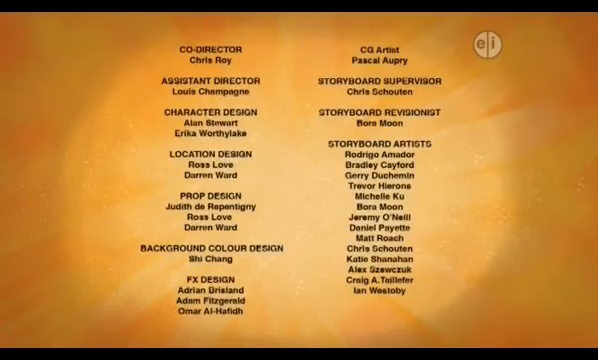 CO-DIRECTOR
Chris Roy
ASSISTANT DIRECTOR
Louis Champagne
CHARACTER DESIGN
Alan Stewart
Erika Worthylake
LOCATION DESIGN
Ross Love
Darren Ward
PROP DESIGN
Judith de Repentigny
Ross Love
Darren Ward
BACKGROUND COLOUR DESIGN
Shi Chang
FX DESIGN
Adrian Brisland
Adam Fitzgerald
Omar Al-Hafidh
CG Artist
Pascal Aupry
STORYBOARD SUPERVISOR
Chris Schouten
STORYBOARD REVISIONIST
Bora Moon
STORYBOARD ARTISTS
Rodrigo Amador
Bradley Cayford
Gerry Duchemin
Trevor Hierons
Michelle Ku
Bora Moon
Jeremy O'Neill
Daniel Payette
Matt Roach
Chris Schouten
Katie Shanahan
Alex Szewczuk
Craig A.Taillefer
Ian Westoby
e/i